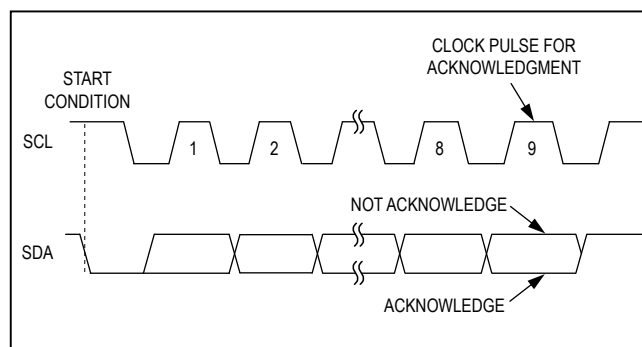 CLOCK PULSE FOR
ACKNOWLEDGMENT
START
CONDITION
SCL
1
2
8
9
NOT ACKNOWLEDGE
SDA
ACKNOWLEDGE